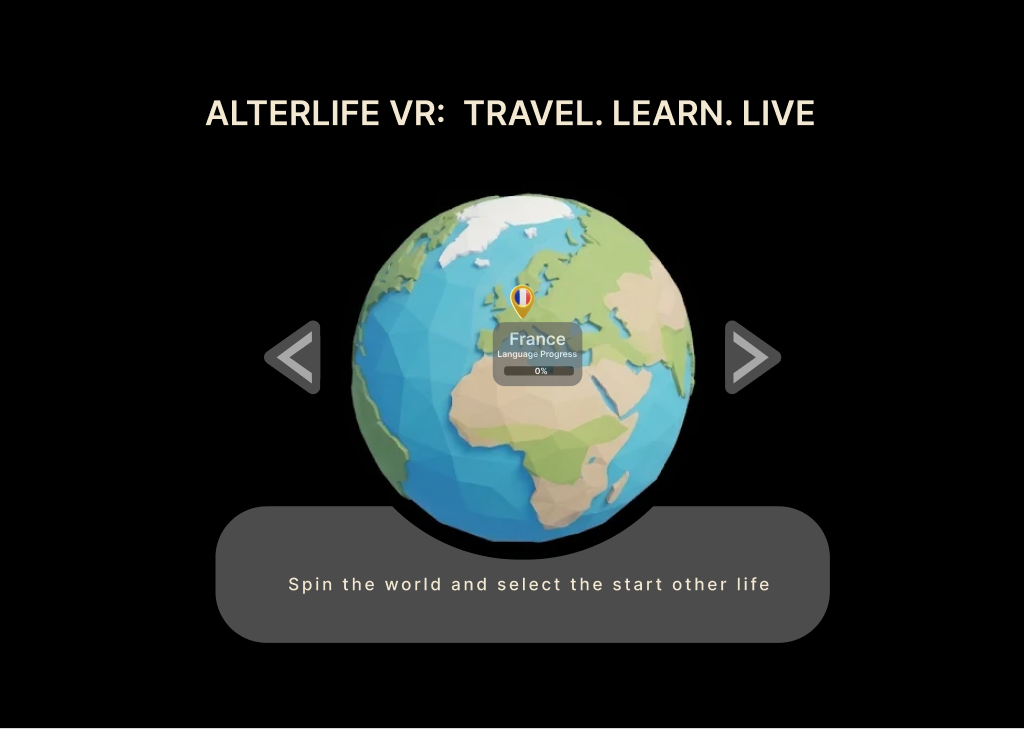 ALTERLIFE VR: TRAVEL. LEARN. LIVE
France
Language Progress
0%
Spin the world and select the start other life